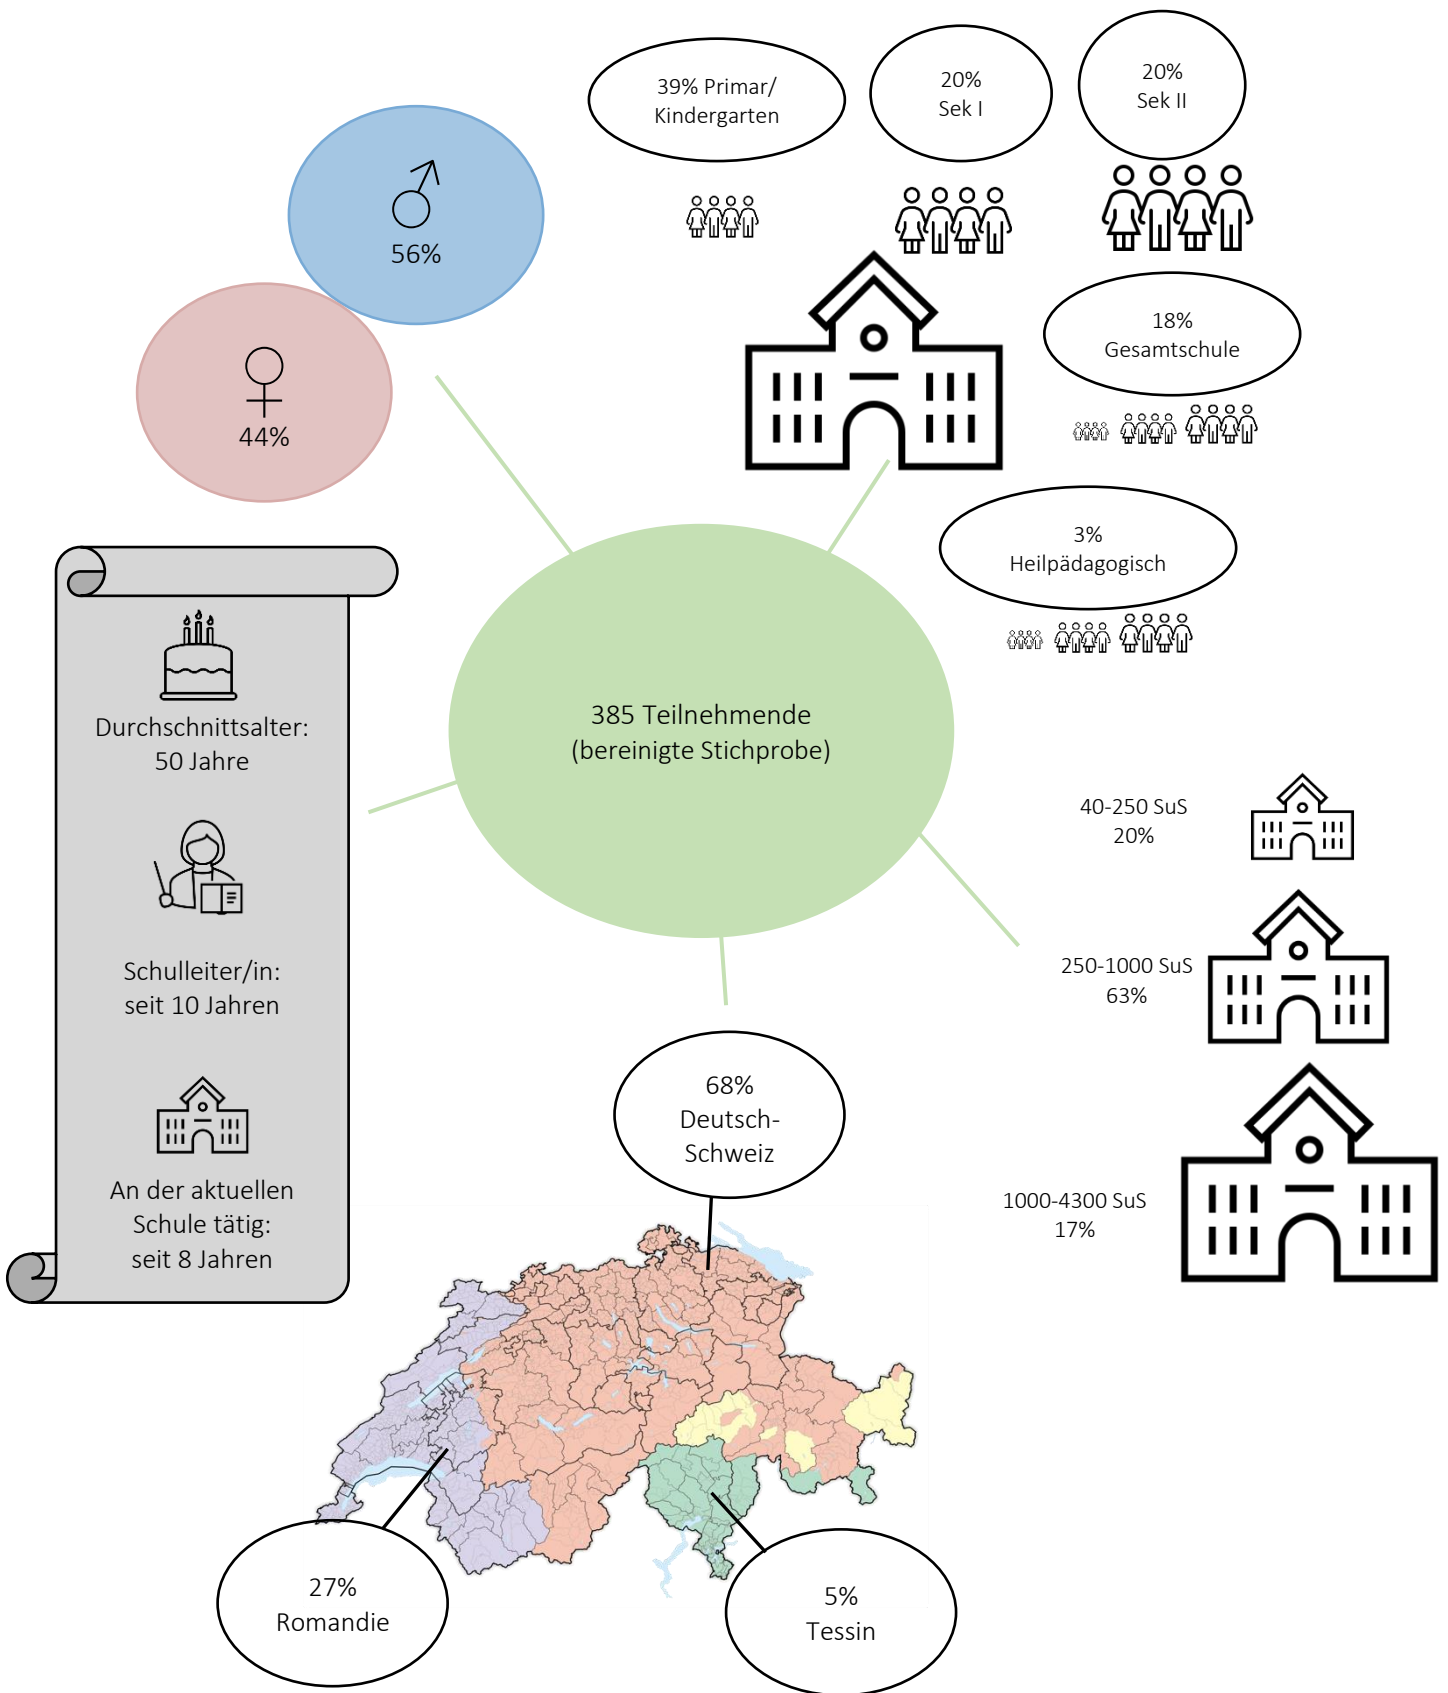 39% Primar/
Kindergarten
20%
Sek I
20%
Sek II
56%
44%
18%
Gesamtschule
3%
Heilpädagogisch
385 Teilnehmende
(bereinigte Stichprobe)
Durchschnittsalter:
50 Jahre
Schulleiter/in:
seit 10 Jahren
An der aktuellen
Schule tätig:
seit 8 Jahren
40-250 SuS
20%
250-1000 SuS
63%
1000-4300 SuS
17%
68%
Deutsch-
Schweiz
27%
Romandie
5%
Tessin